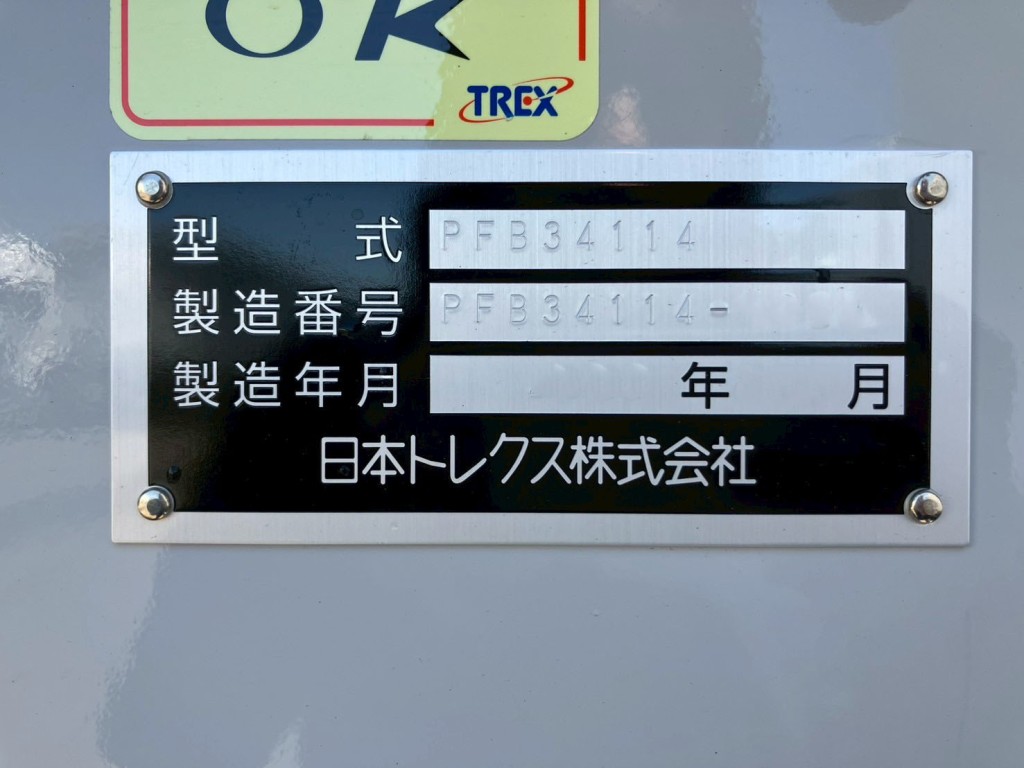 OK
TREX
型式 PFB34114
製造番号 PFB34114-
製造年月 年 月
日本トレクス株式会社